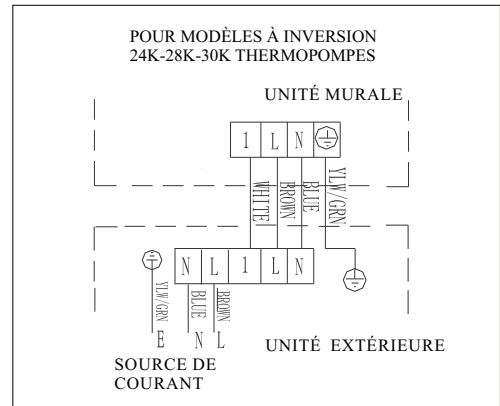 POUR MODÈLES À INVERSION
24K-28K-30K THERMOPOMPES
UNITÉ MURALE
1 L N
WHITE BROWN BLUE YLW/GRN
N L 1 L N
YLW/GRN BLUE BROWN
E N L
SOURCE DE
COURANT
UNITÉ EXTÉRIEURE